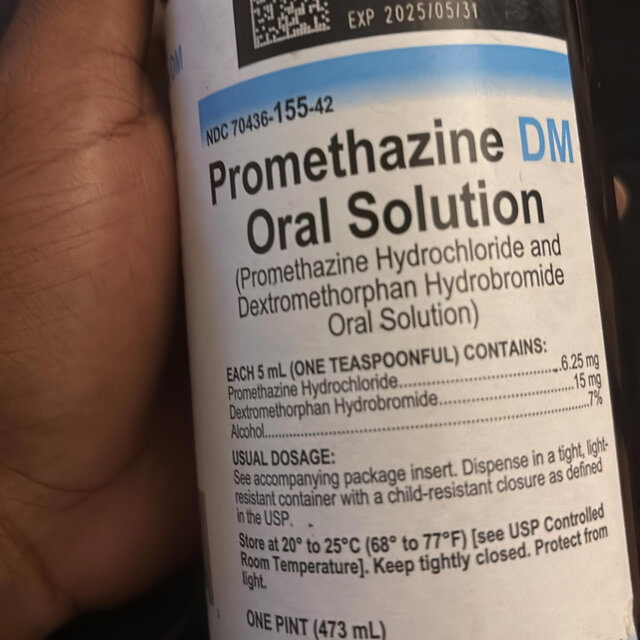 EXP 2025/05/31
DM
NDC 70436-155-42
Promethazine DM
Oral Solution
(Promethazine Hydrochloride and
Dextromethorphan Hydrobromide
Oral Solution)
EACH 5 mL (ONE TEASPOONFUL) CONTAINS:
Promethazine Hydrochloride..............................6.25 mg
Dextromethorphan Hydrobromide.........................15 mg
Alcohol...............................................................7%
USUAL DOSAGE:
See accompanying package insert. Dispense in a tight, light-
resistant container with a child-resistant closure as defined
in the USP.
Store at 20° to 25°C (68° to 77°F) [see USP Controlled
Room Temperature]. Keep tightly closed. Protect from
light.
ONE PINT (473 mL)